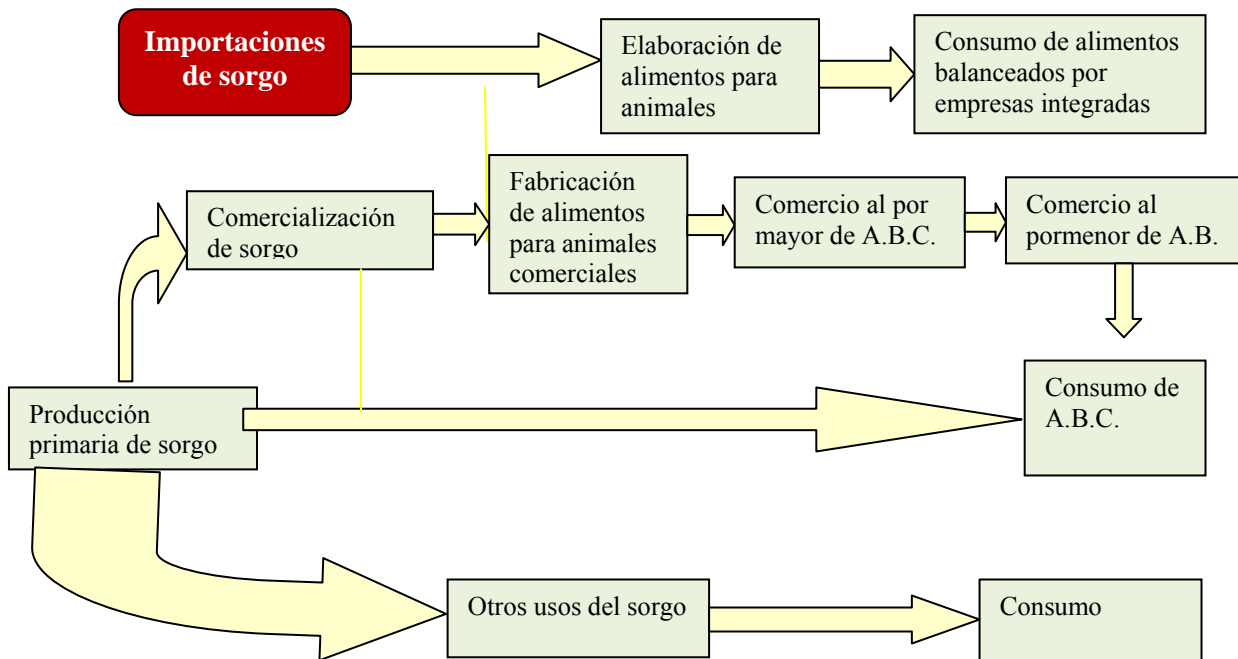 Importaciones
de sorgo
Elaboración de
alimentos para
animales
Consumo de alimentos
balanceados por
empresas integradas
Comercialización
de sorgo
Fabricación
de alimentos
para animales
comerciales
Comercio al por
mayor de A.B.C.
Comercio al
pormenor de A.B.
Producción
primaria de sorgo
Consumo de
A.B.C.
Otros usos del sorgo
Consumo